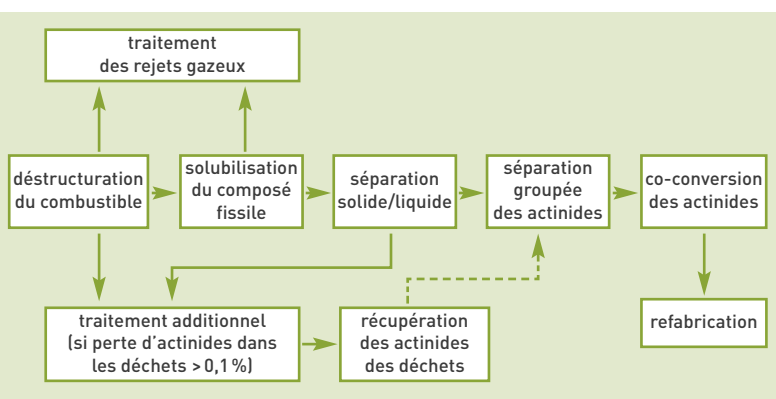 traitement
des rejets gazeux
déstructuration
du combustible
solubilisation
du composé
fissile
séparation
solide/liquide
séparation
groupée
des actinides
co-conversion
des actinides
traitement additionnel
(si perte d’actinides dans
les déchets > 0,1 %)
récupération
des actinides
des déchets
refabrication